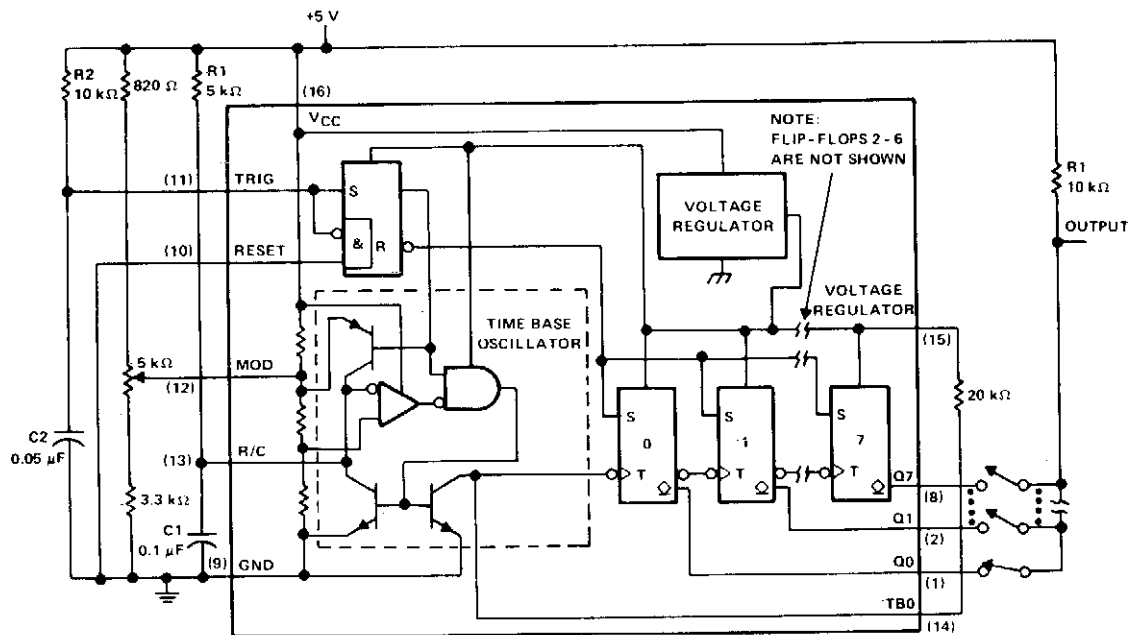 +5 V
R2
10 kΩ
820 Ω
R1
5 kΩ
(16)
VCC
NOTE:
FLIP-FLOPS 2 - 6
ARE NOT SHOWN
R1
10 kΩ
(11)
TRIG
S
& R
VOLTAGE
REGULATOR
OUTPUT
(10)
RESET
TIME BASE
OSCILLATOR
VOLTAGE
REGULATOR
(15)
5 kΩ
(12)
MOD
20 kΩ
S
0
T
S
1
T
S
7
T
C2
0.05 μF
(13)
R/C
Q7
(8)
3.3 kΩ
C1
0.1 μF
(9)
GND
Q1
(2)
Q0
(1)
TB0
(14)